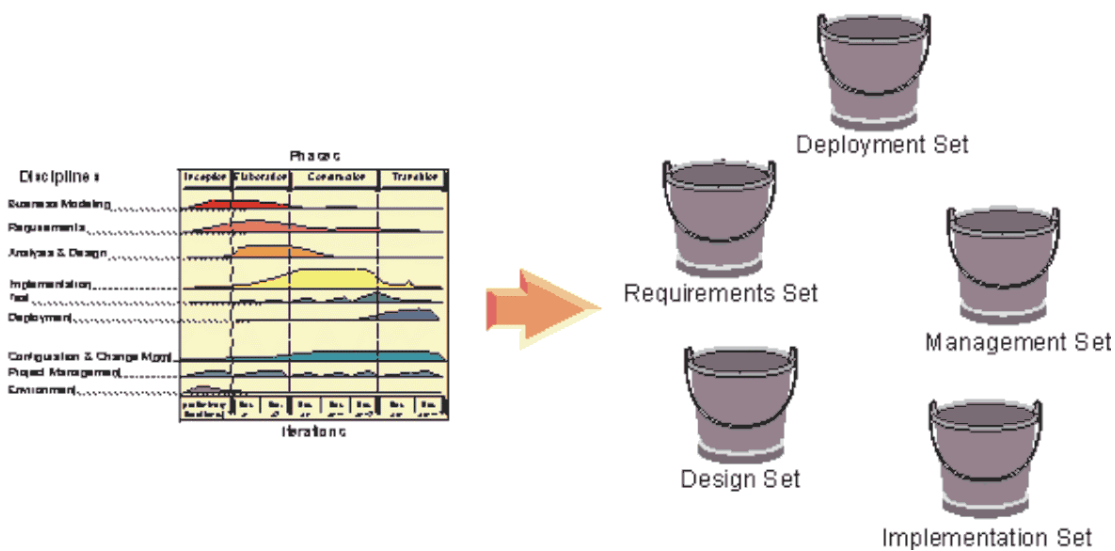 Phases
Disciplines
Inception Elaboration Construction Transition
Business Modeling
Requirements
Analysis & Design
Implementation
Test
Deployment
Configuration & Change Mgmt
Project Management
Environment
Iterations
Deployment Set
Requirements Set
Management Set
Design Set
Implementation Set